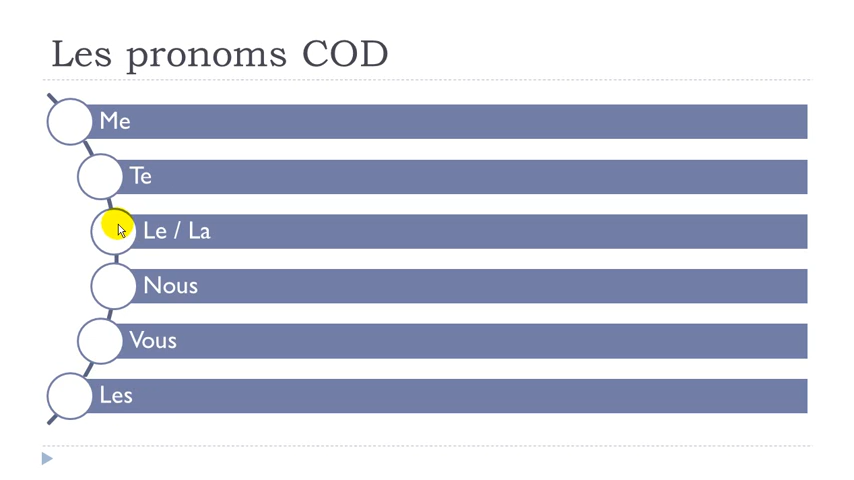 Les pronoms COD
Me
Te
Le / La
Nous
Vous
Les